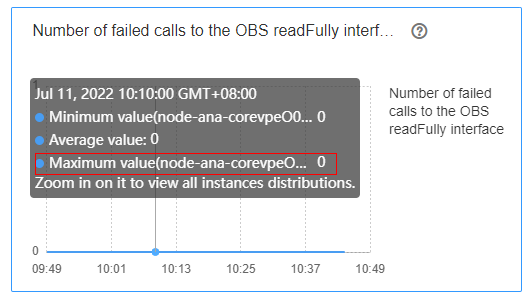 Number of failed calls to the OBS readFully interf...
?
Jul 11, 2022 10:10:00 GMT+08:00
Minimum value(node-ana-corevpeO0... 0
Average value: 0
Maximum value(node-ana-corevpeO... 0
Zoom in on it to view all instances distributions.
Number of failed
calls to the OBS
readFully interface
0
09:49 10:01 10:13 10:25 10:37 10:49